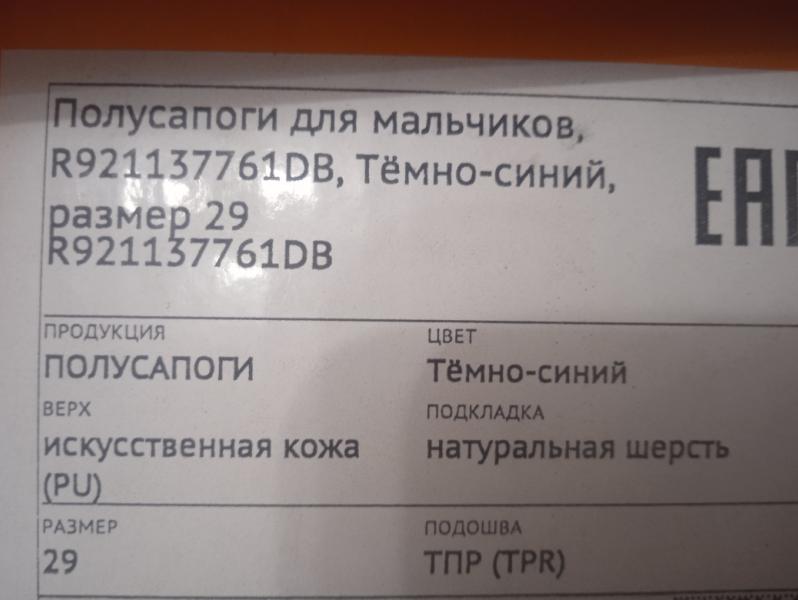 Полусапоги для мальчиков,
R921137761DB, Тёмно-синий,
размер 29
R921137761DB
EAC
ПРОДУКЦИЯ
ПОЛУСАПОГИ
ЦВЕТ
Тёмно-синий
ВЕРХ
искусственная кожа
(PU)
ПОДКЛАДКА
натуральная шерсть
РАЗМЕР
29
ПОДОШВА
ТПР (TPR)